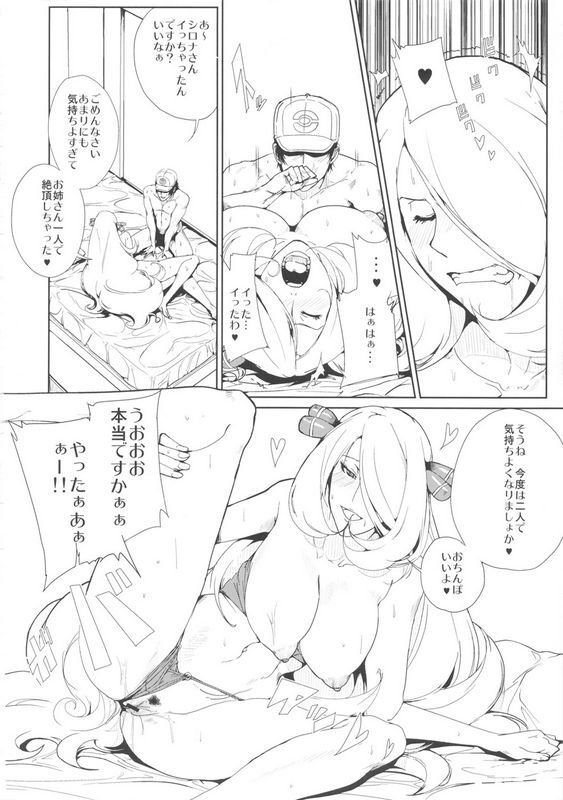 ♥
ビクッ
…♥
はぁはぁ…
イった…
イったわ♥
あ〜
シロナさん
イっちゃったん
ですか？
いいなぁ
ごめんなさい
あまりにも
気持ちよすぎて
お姉さん一人で
絶頂しちゃった♥
そうね 今度は二人で
気持ちよくなりましょか
♥
おちんぽ
いいよ♥
うおおお
本当ですかぁぁ
やったぁあぁ
ぁー!!